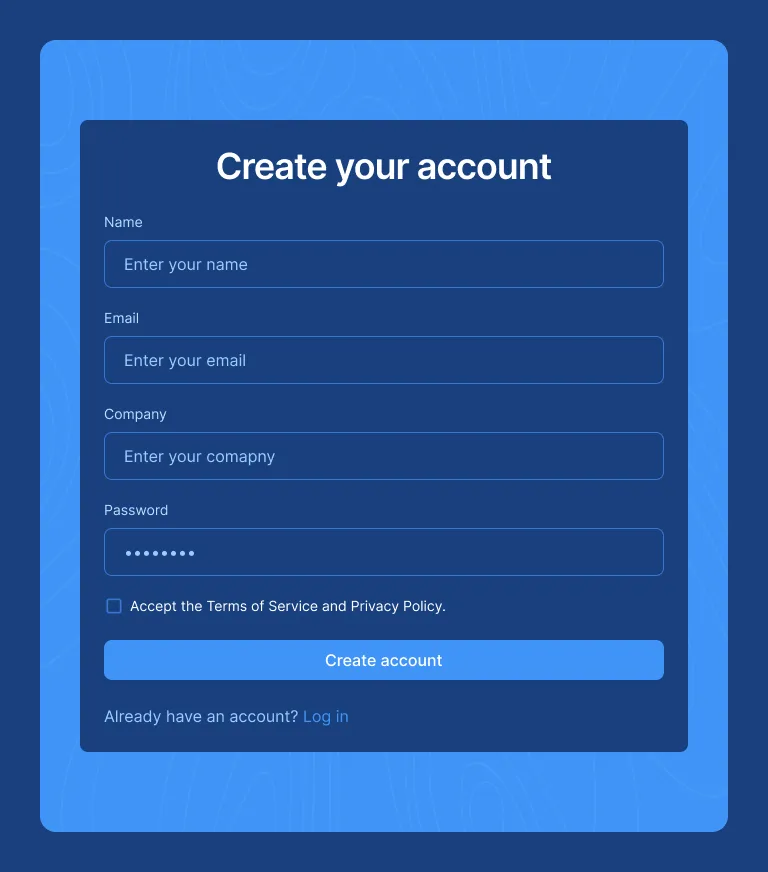 Create your account
Name
Enter your name
Email
Enter your email
Company
Enter your comapny
Password
••••••••
Accept the Terms of Service and Privacy Policy.
Create account
Already have an account? Log in